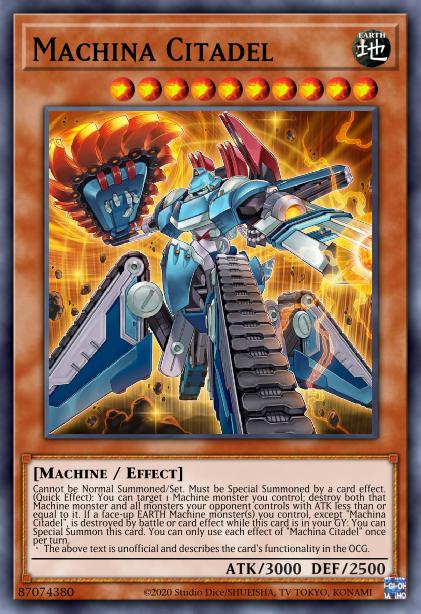 MACHINA CITADEL
EARTH
地
[MACHINE / EFFECT]
Cannot be Normal Summoned/Set. Must be Special Summoned by a card effect.
(Quick Effect): You can target 1 Machine monster you control; destroy both that
Machine monster and all monsters your opponent controls with ATK less than or
equal to it. If a face-up EARTH Machine monster(s) you control, except "Machina
Citadel", is destroyed by battle or card effect while this card is in your GY: You can
Special Summon this card. You can only use each effect of "Machina Citadel" once
per turn.
· The above text is unofficial and describes the card's functionality in the OCG.
ATK/3000 DEF/2500
87074380
©2020 Studio Dice/SHUEISHA, TV TOKYO, KONAMI